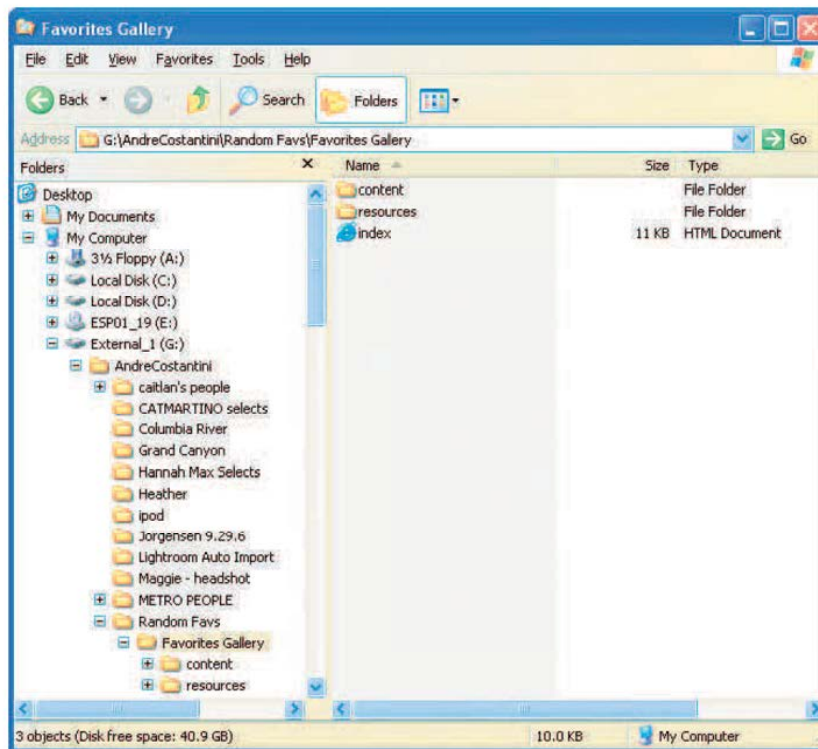 Favorites Gallery
File Edit View Favorites Tools Help
Back Search Folders
Address G:\AndreCostantini\Random Favs\Favorites Galery Go
Folders X Name Size Type
Desktop
content File Folder
My Documents
resources File Folder
My Computer
index 11 KB HTML Document
3½ Floppy (A:)
Local Disk (C:)
Local Disk (D:)
ESP01_19 (E:)
External_1 (G:)
AndreCostantini
caitlan's people
CATMARTINO selects
Columbia River
Grand Canyon
Hannah Max Selects
Heather
ipod
Jorgensen 9.29.6
Lightroom Auto Import
Maggie - headshot
METRO PEOPLE
Random Favs
Favorites Gallery
content
resources
3 objects (Disk free space: 40.9 GB) 10.0 KB My Computer